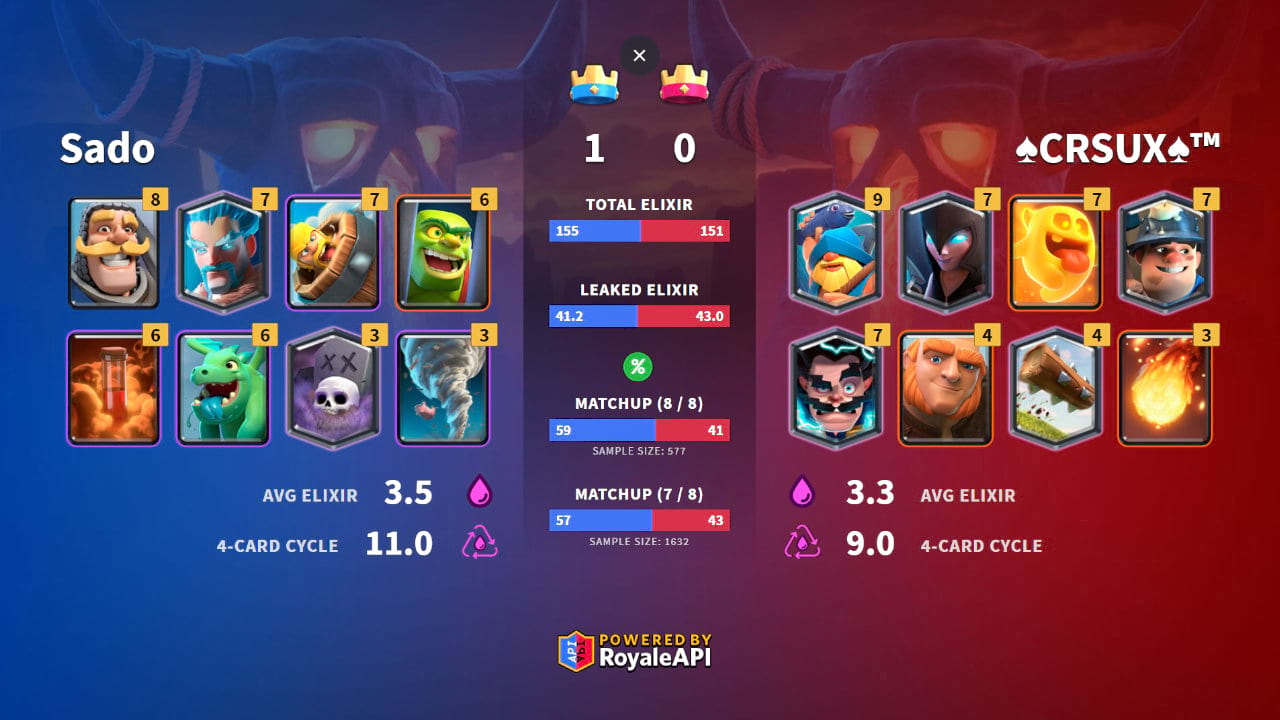 ×
1 0
Sado
♠CRSUX♠™
8 7 7 6
9 7 7 7
6 6 3 3
7 4 4 3
TOTAL ELIXIR
155 151
LEAKED ELIXIR
41.2 43.0
%
MATCHUP (8 / 8)
59 41
SAMPLE SIZE: 577
MATCHUP (7 / 8)
57 43
SAMPLE SIZE: 1632
AVG ELIXIR 3.5
4-CARD CYCLE 11.0
3.3 AVG ELIXIR
9.0 4-CARD CYCLE
API API
POWERED BY
RoyaleAPI